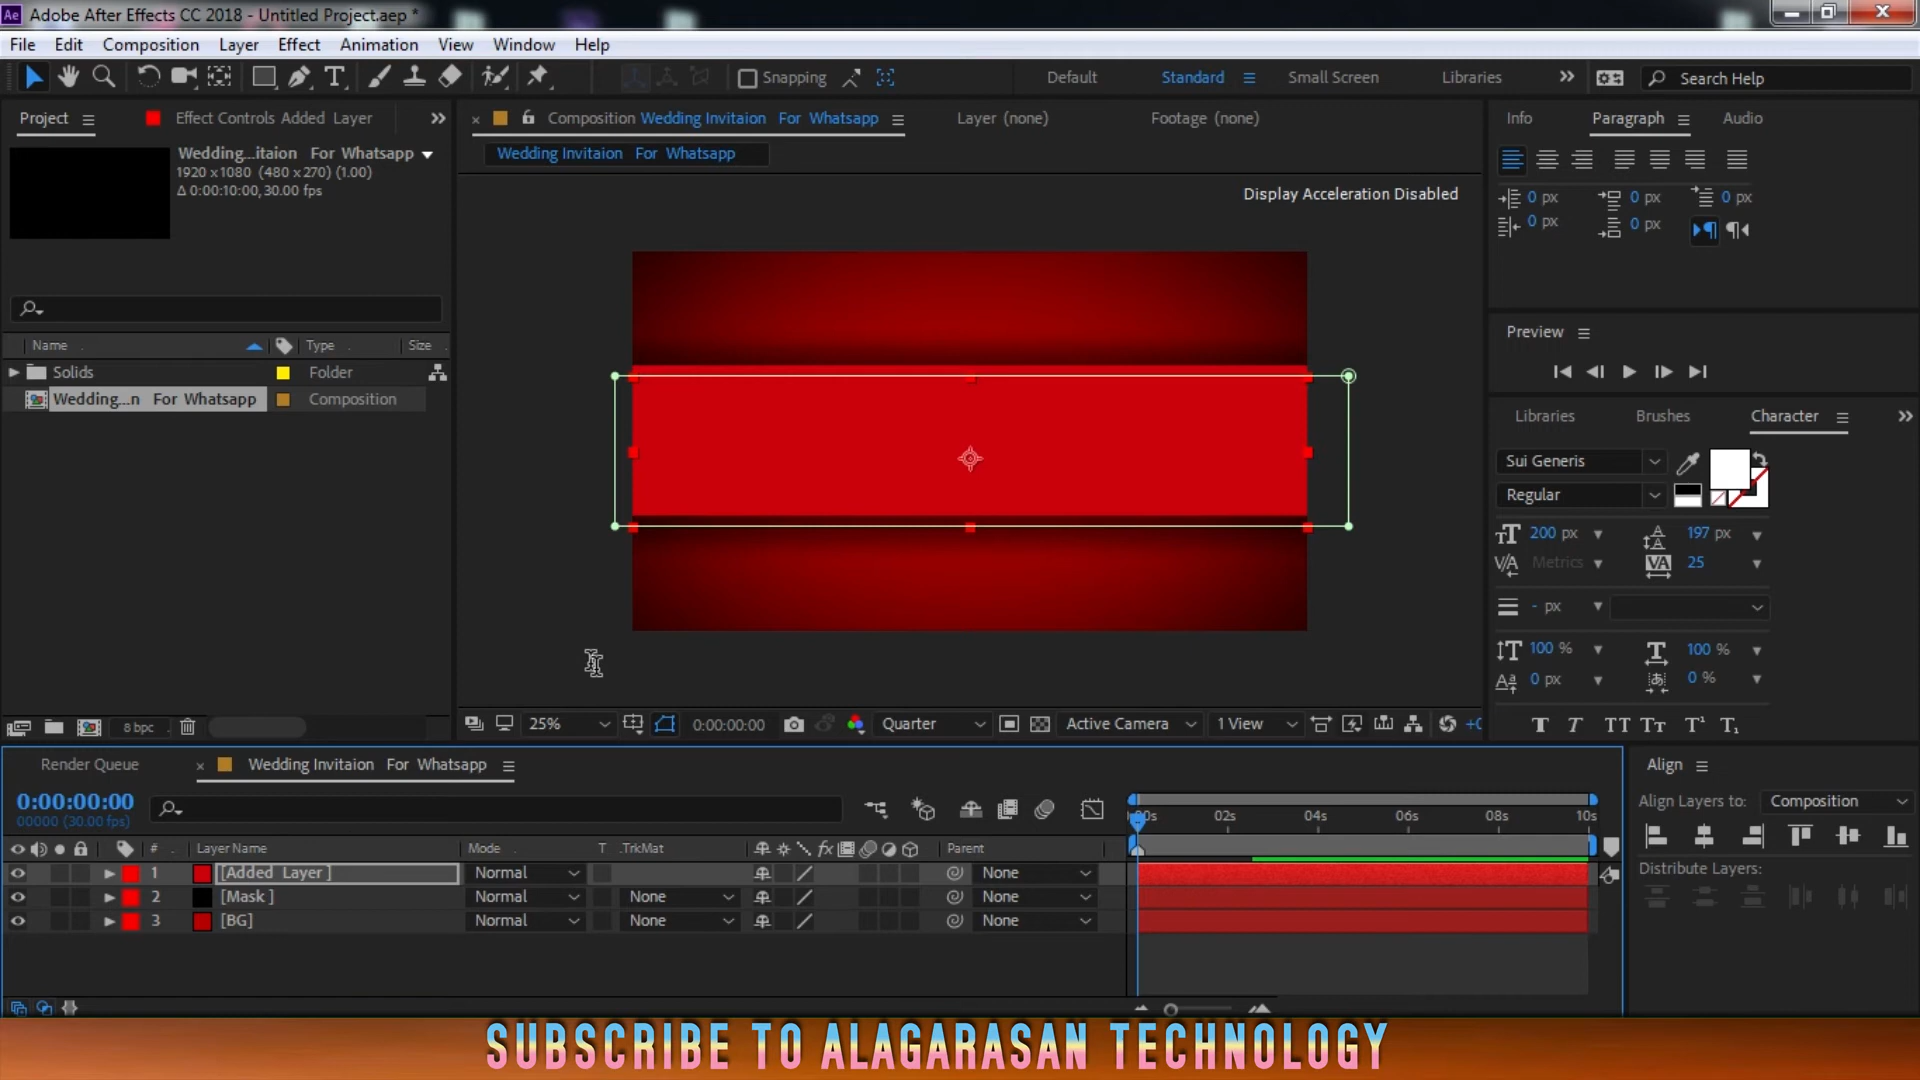 Adobe After Effects CC 2018 - Untitled Project.aep *
File Edit Composition Layer Effect Animation View Window Help
Snapping Default Standard Small Screen Libraries Search Help
Project Effect Controls Added Layer
Wedding...itaion For Whatsapp
1920 x1080 (480 x270) (1.00)
Δ 0:00:10:00, 30.00 fps
Name Type Size
Solids Folder
Wedding...n For Whatsapp Composition
8 bpc
Composition Wedding Invitaion For Whatsapp Layer (none) Footage (none)
Wedding Invitaion For Whatsapp
Display Acceleration Disabled
25% 0:00:00:00 Quarter Active Camera 1 View +0
Info Paragraph Audio
0 px 0 px 0 px
0 px 0 px
Preview
Libraries Brushes Character
Sui Generis
Regular
200 px 197 px
Metrics 25
- px
100 % 100 %
0 px 0 %
Render Queue Wedding Invitaion For Whatsapp
0:00:00:00
00000 (30.00 fps)
02s 04s 06s 08s 10s
# Layer Name Mode T .TrkMat Parent
1 [Added Layer ] Normal None
2 [Mask ] Normal None None
3 [BG] Normal None None
Align
Align Layers to: Composition
Distribute Layers:
SUBSCRIBE TO ALAGARASAN TECHNOLOGY